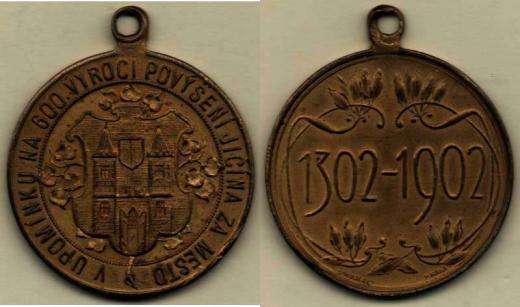 V UPOMÍNKU NA 600. VÝROČÍ POVÝŠENÍ JIČÍNA ZA MĚSTO
1302-1902